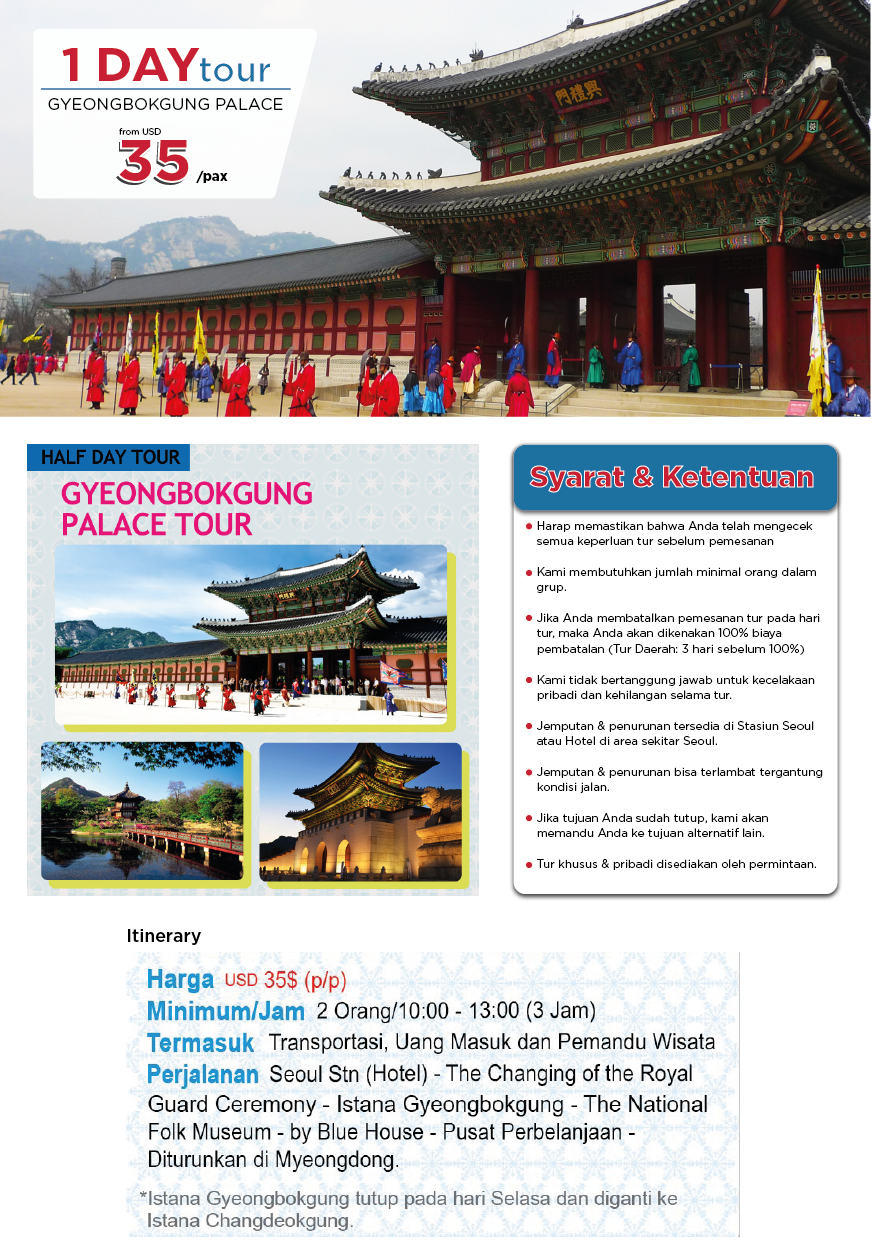 1 DAY tour
GYEONGBOKGUNG PALACE
from USD
35 /pax
興禮門
HALF DAY TOUR
GYEONGBOKGUNG
PALACE TOUR
Syarat & Ketentuan
• Harap memastikan bahwa Anda telah mengecek
semua keperluan tur sebelum pemesanan
• Kami membutuhkan jumlah minimal orang dalam
grup.
• Jika Anda membatalkan pemesanan tur pada hari
tur, maka Anda akan dikenakan 100% biaya
pembatalan (Tur Daerah: 3 hari sebelum 100%)
• Kami tidak bertanggung jawab untuk kecelakaan
pribadi dan kehilangan selama tur.
• Jemputan & penurunan tersedia di Stasiun Seoul
atau Hotel di area sekitar Seoul.
• Jemputan & penurunan bisa terlambat tergantung
kondisi jalan.
• Jika tujuan Anda sudah tutup, kami akan
memandu Anda ke tujuan alternatif lain.
• Tur khusus & pribadi disediakan oleh permintaan.
Itinerary
Harga USD 35$ (p/p)
Minimum/Jam 2 Orang/10:00 - 13:00 (3 Jam)
Termasuk Transportasi, Uang Masuk dan Pemandu Wisata
Perjalanan Seoul Stn (Hotel) - The Changing of the Royal
Guard Ceremony - Istana Gyeongbokgung - The National
Folk Museum - by Blue House - Pusat Perbelanjaan -
Diturunkan di Myeongdong.
*Istana Gyeongbokgung tutup pada hari Selasa dan diganti ke
Istana Changdeokgung.